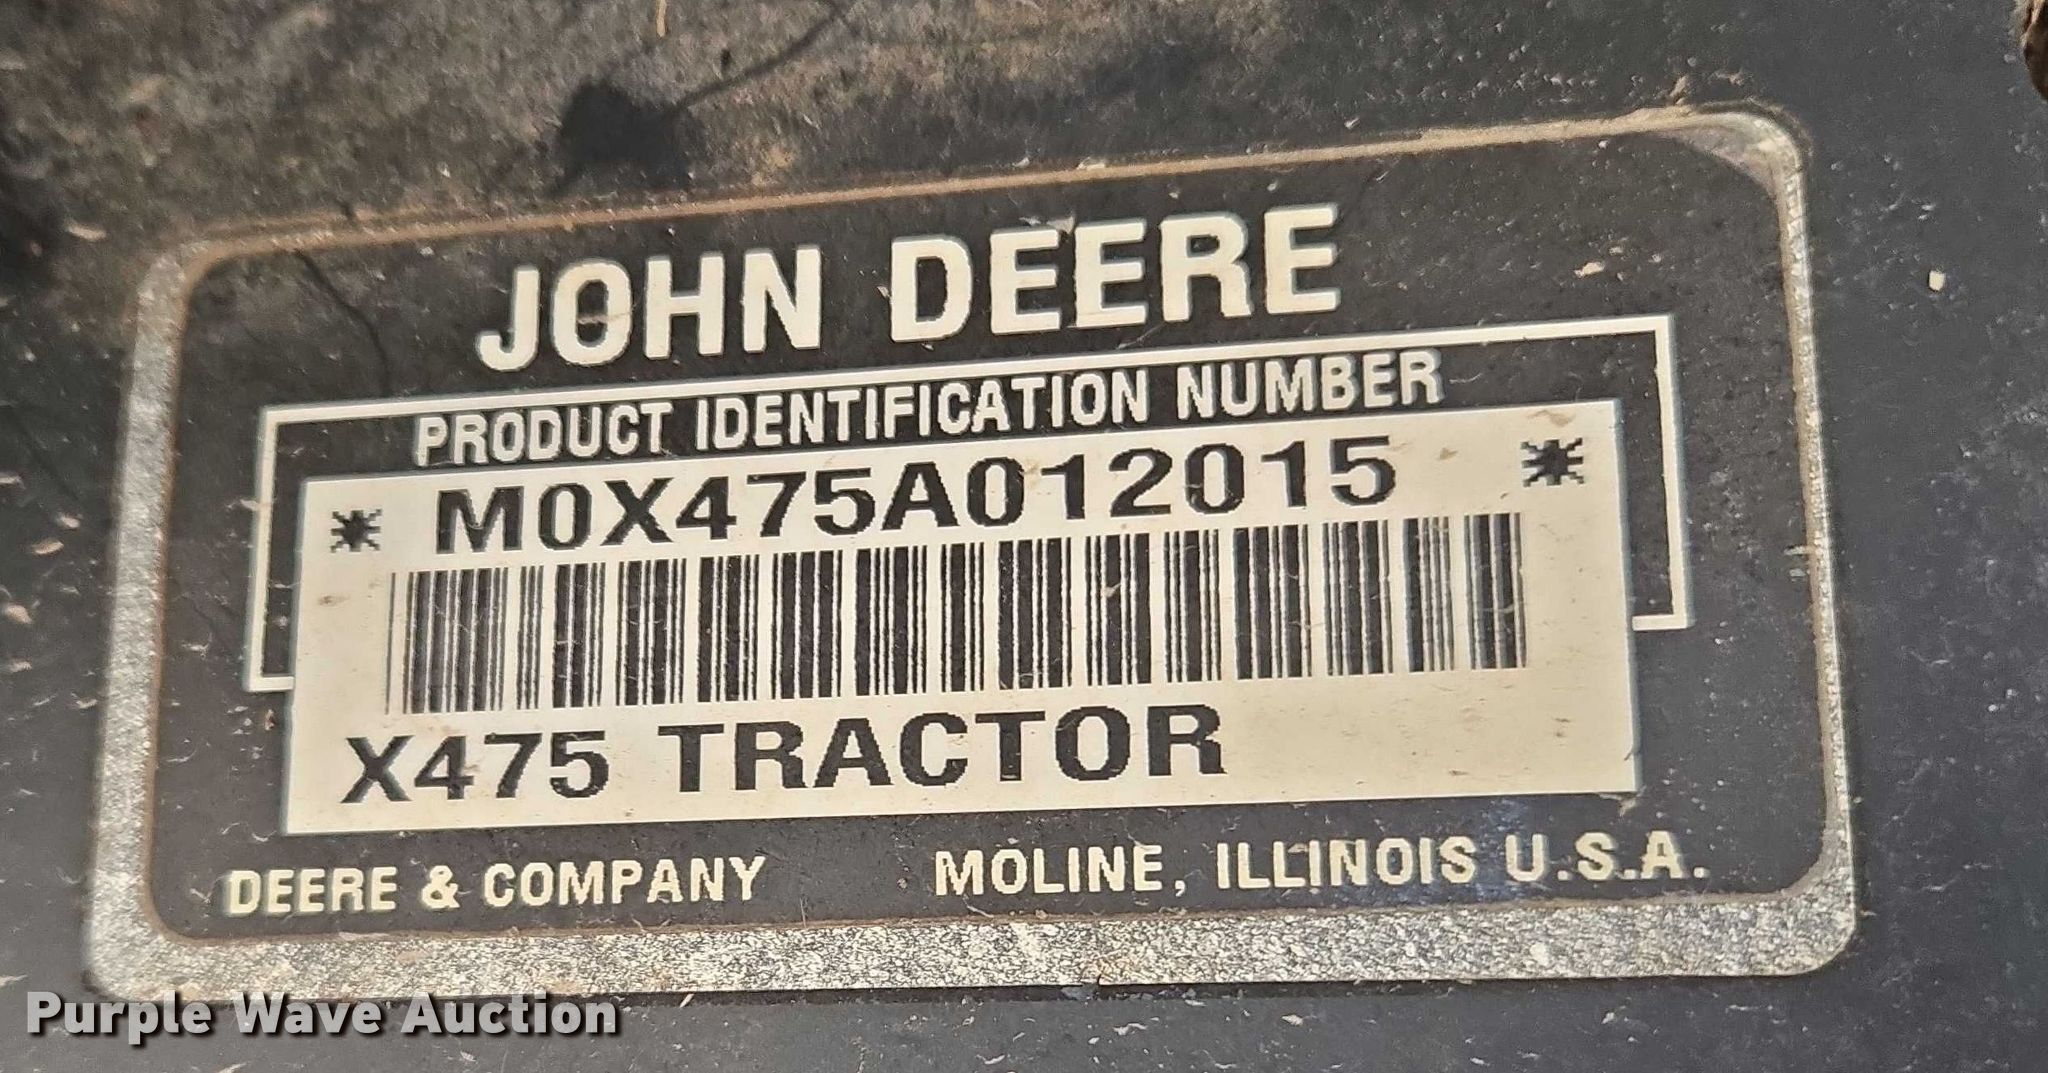 JOHN DEERE
PRODUCT IDENTIFICATION NUMBER
* M0X475A012015 *
X475 TRACTOR
DEERE & COMPANY MOLINE, ILLINOIS U.S.A.
Purple Wave Auction